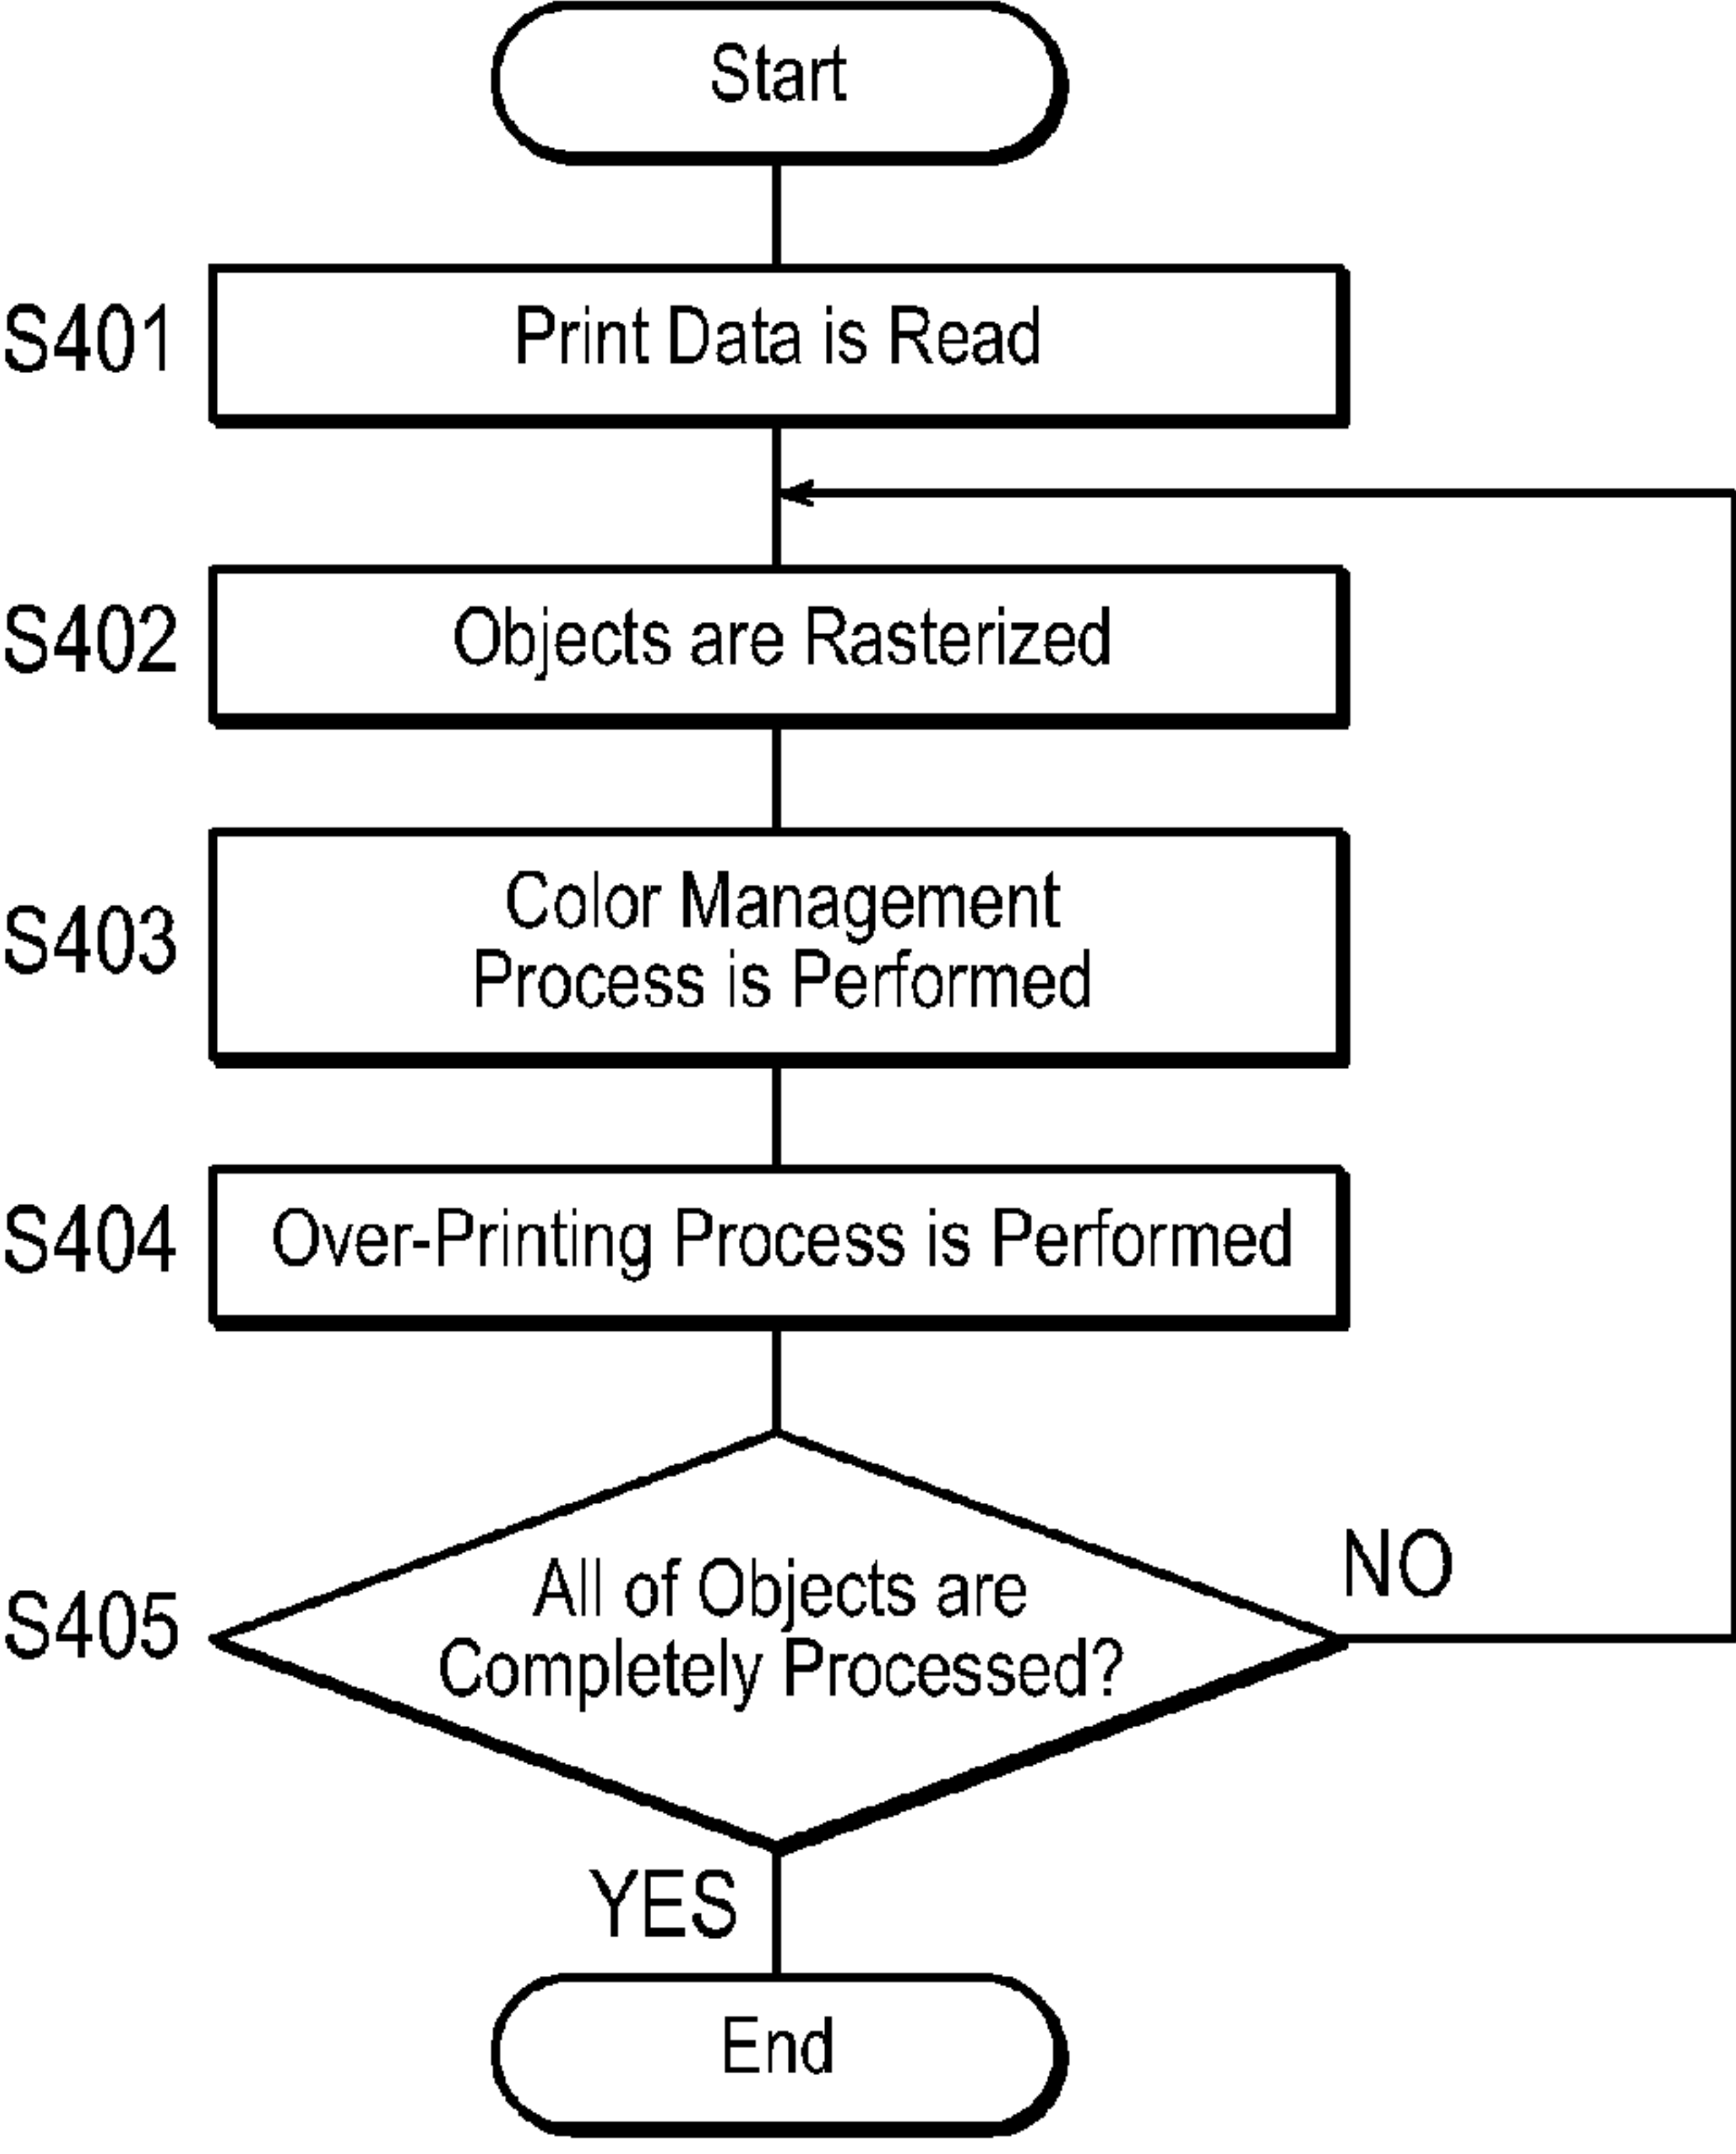 Start
S401
Print Data is Read
S402
Objects are Rasterized
S403
Color Management
Process is Performed
S404
Over-Printing Process is Performed
S405
All of Objects are
Completely Processed?
NO
YES
End